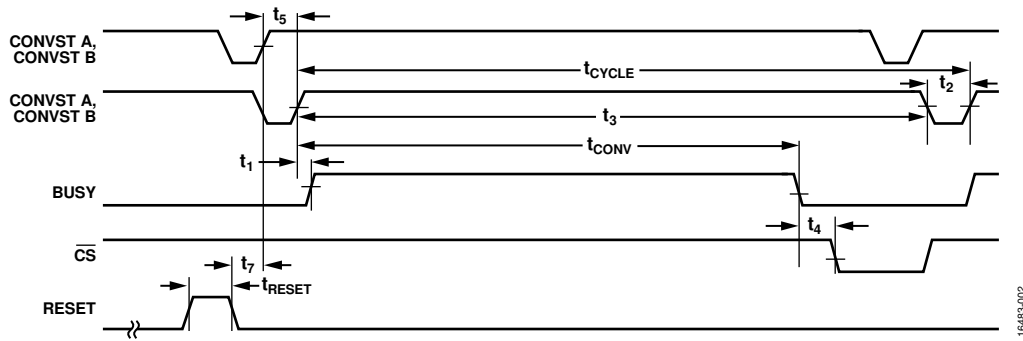 t5
CONVST A,
CONVST B
tCYCLE
t2
CONVST A,
CONVST B
t3
tCONV
t1
BUSY
t4
CS
t7
tRESET
RESET
16483-002